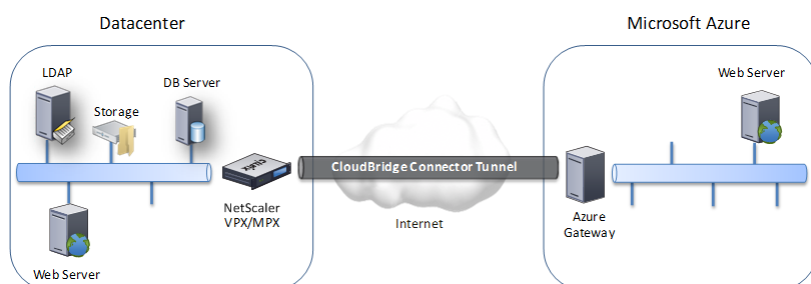 Datacenter
Microsoft Azure
LDAP
DB Server
Storage
Web Server
CloudBridge Connector Tunnel
citrix
NetScaler
VPX/MPX
Internet
Azure
Gateway
Web Server